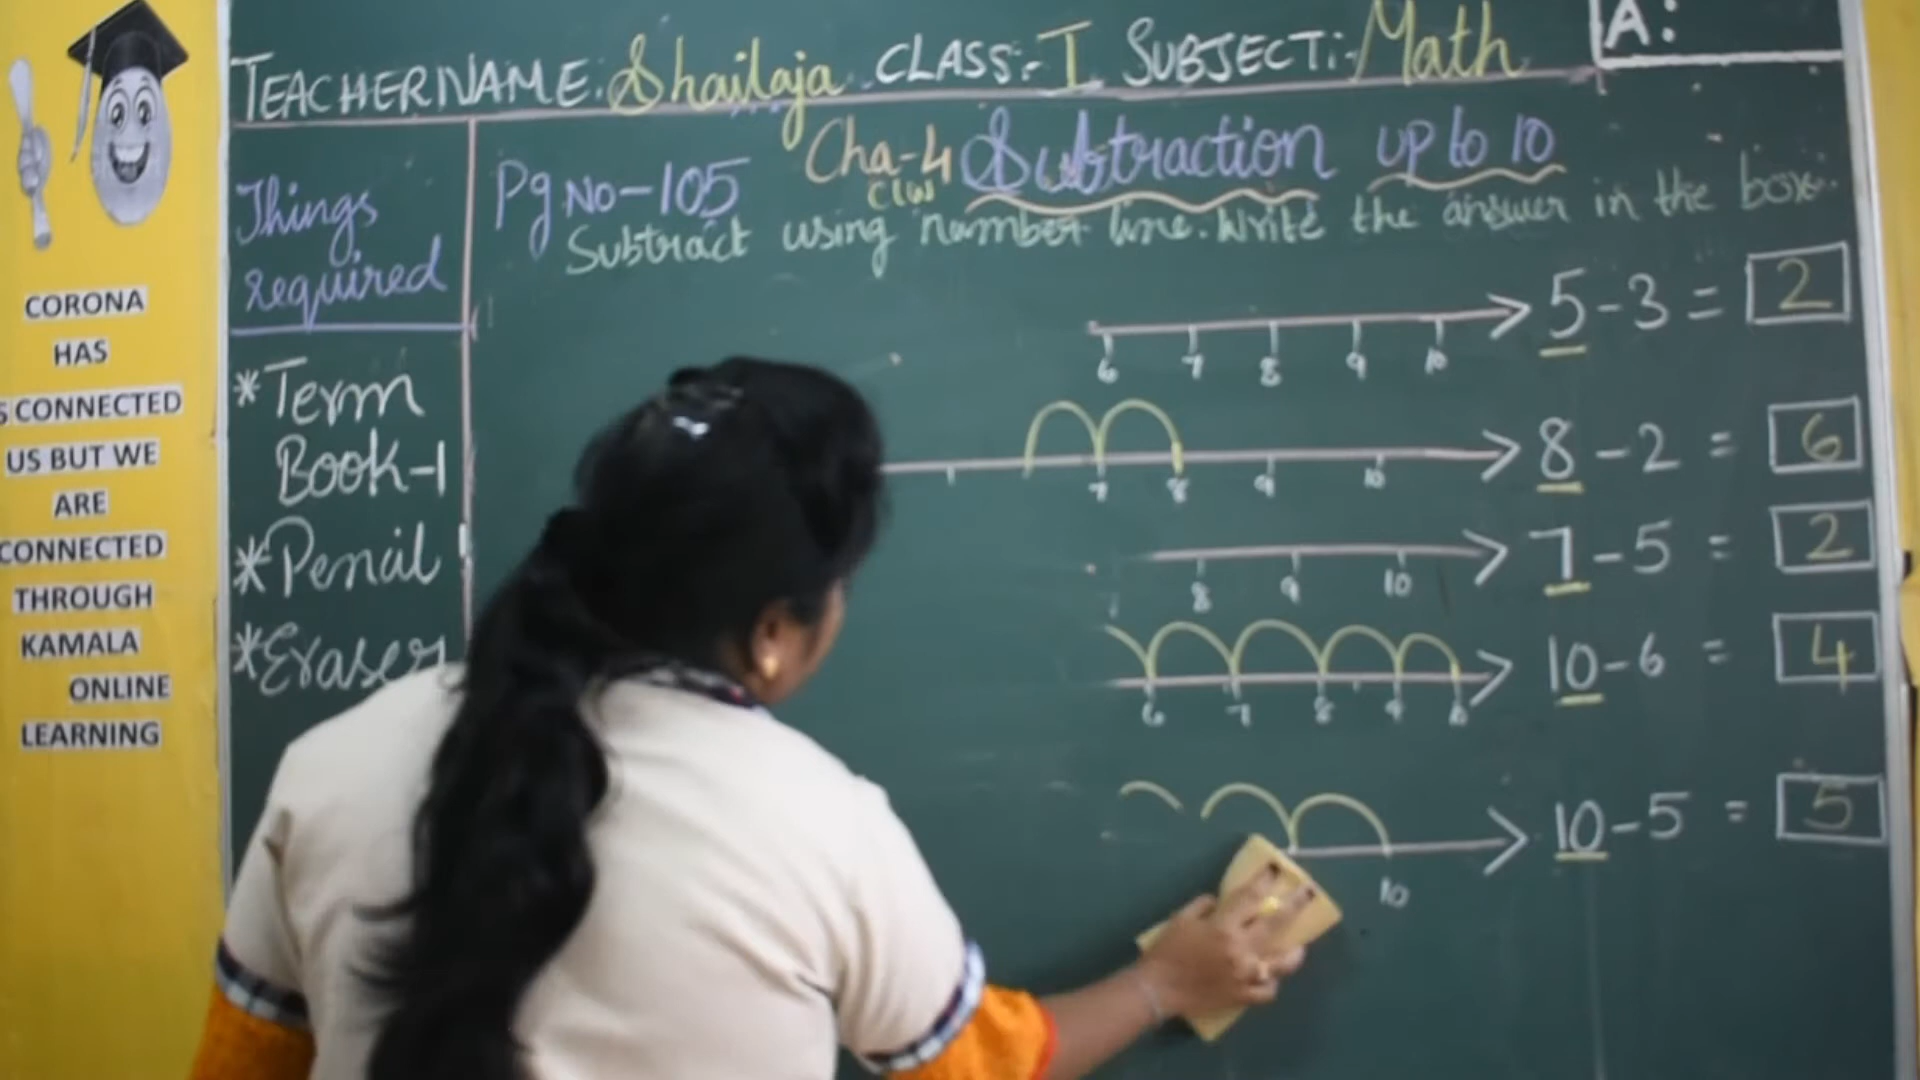 CORONA
HAS
CONNECTED
US BUT WE
ARE
CONNECTED
THROUGH
KAMALA
ONLINE
LEARNING
TEACHER NAME: Shailaja CLASS:- I SUBJECT:- Math
A:
Things
required
*Term
Book-1
*Pencil
*Eraser
Pg No-105
Cha-4 Subtraction up to 10
C/W
Subtract using number line. Write the answer in the box.
6 7 8 9 10
5-3 = 2
7 8 9 10
8-2 = 6
8 9 10
7-5 = 2
6 7 8 9 10
10-6 = 4
10
10-5 = 5